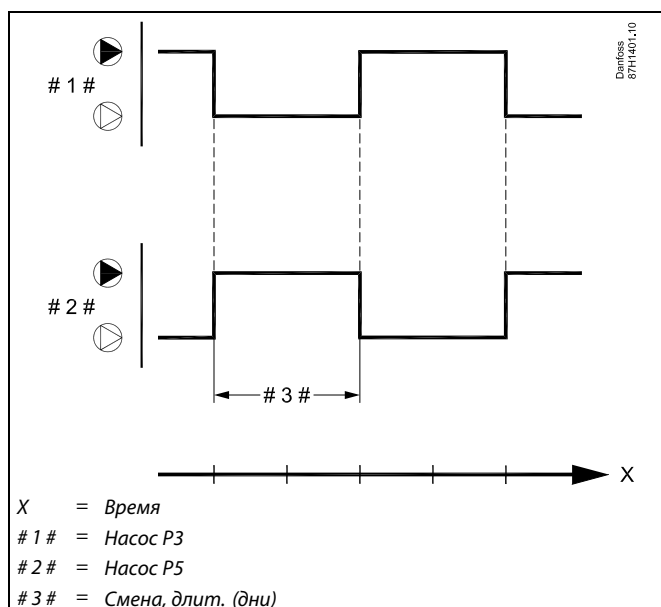 Danfoss
87H1401.10
# 1 #
# 2 #
# 3 #
X
X = Время
# 1 # = Насос P3
# 2 # = Насос P5
# 3 # = Смена, длит. (дни)